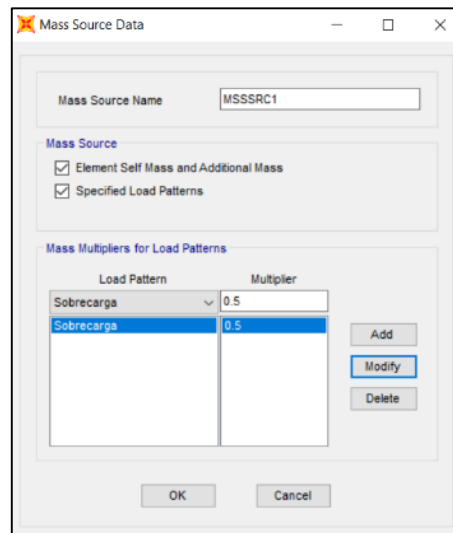 Mass Source Data
Mass Source Name MSSSRC1
Mass Source
Element Self Mass and Additional Mass
Specified Load Patterns
Mass Multipliers for Load Patterns
Load Pattern Multiplier
Sobrecarga 0.5
Sobrecarga 0.5
Add
Modify
Delete
OK Cancel